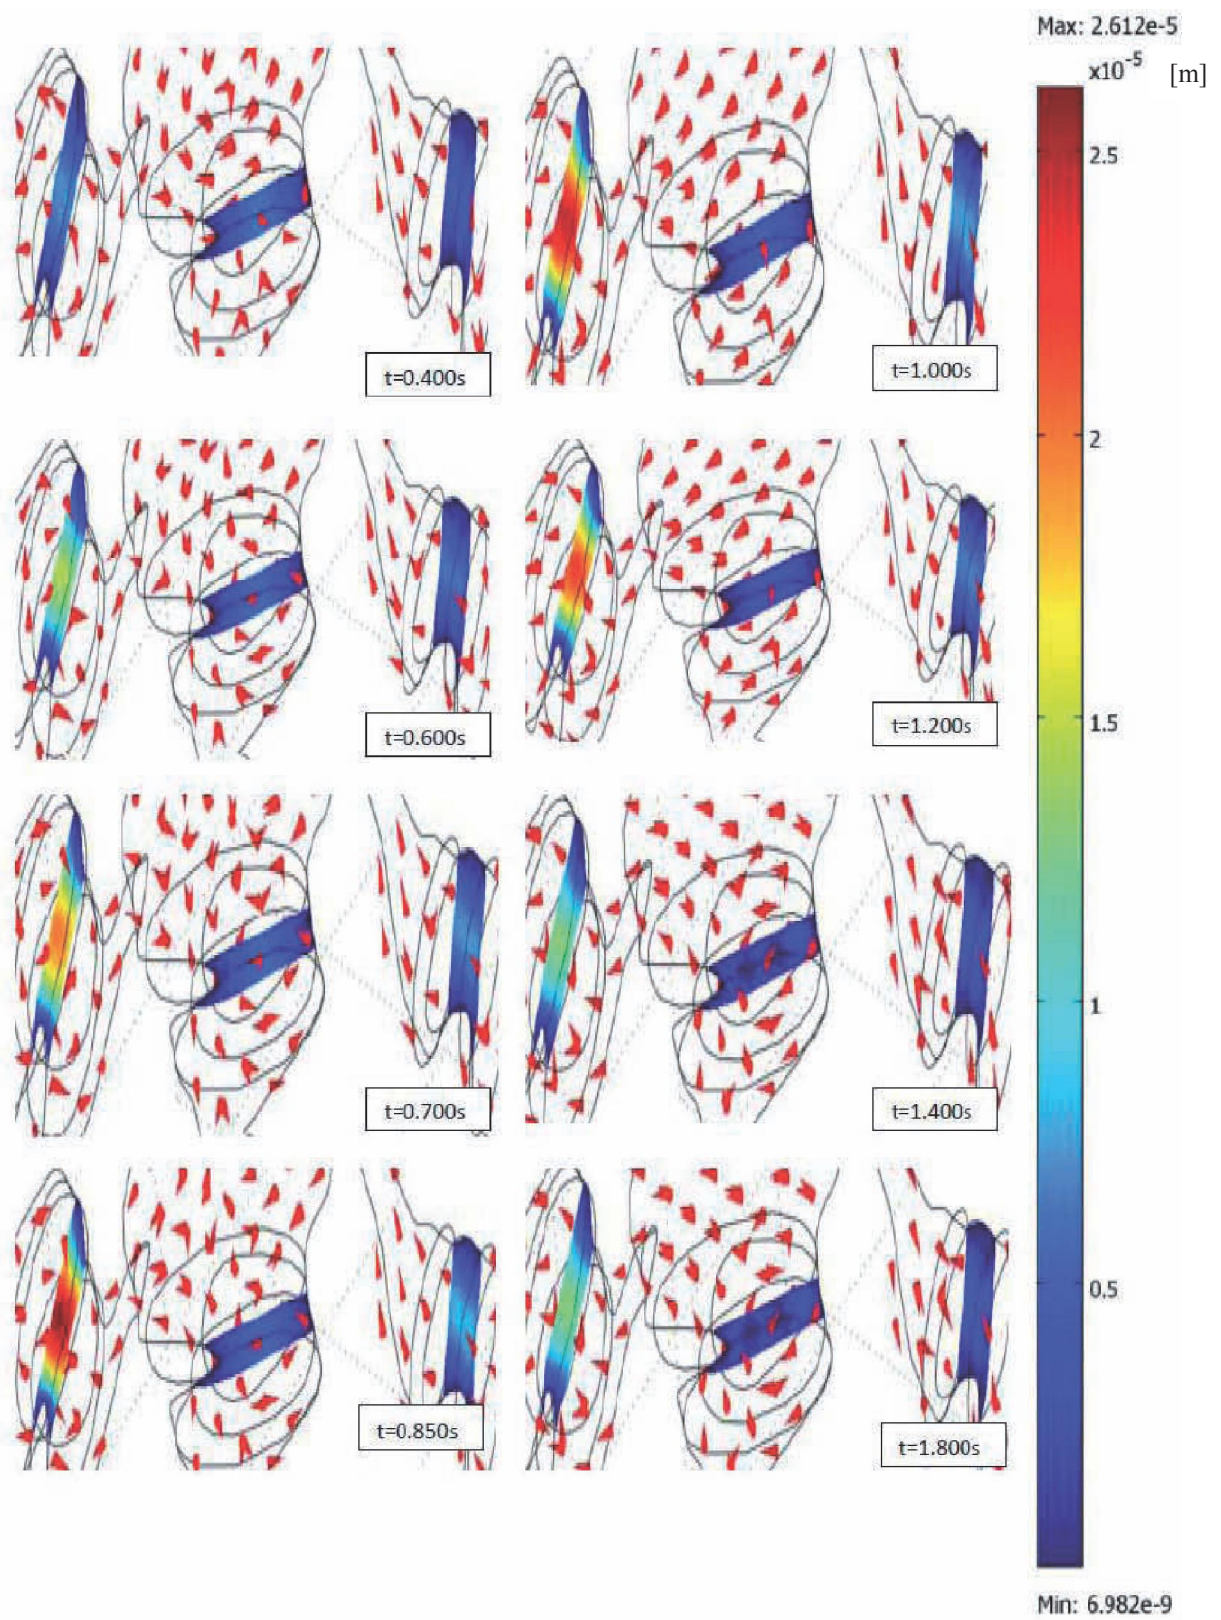 Max: 2.612e-5
x10⁻⁵ [m]
2.5
2
1.5
1
0.5
Min: 6.982e-9
t=0.400s
t=1.000s
t=0.600s
t=1.200s
t=0.700s
t=1.400s
t=0.850s
t=1.800s